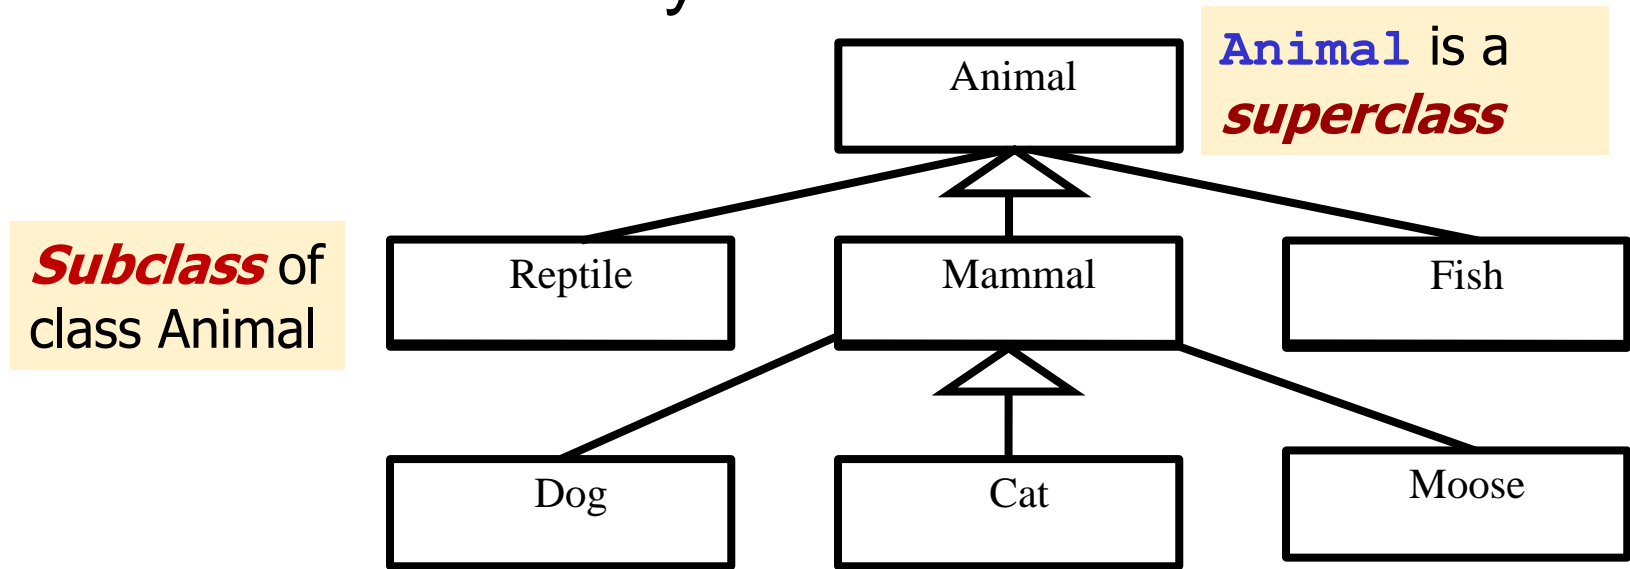 y
Animal
Animal is a
superclass
Subclass of
class Animal
Reptile
Mammal
Fish
Dog
Cat
Moose